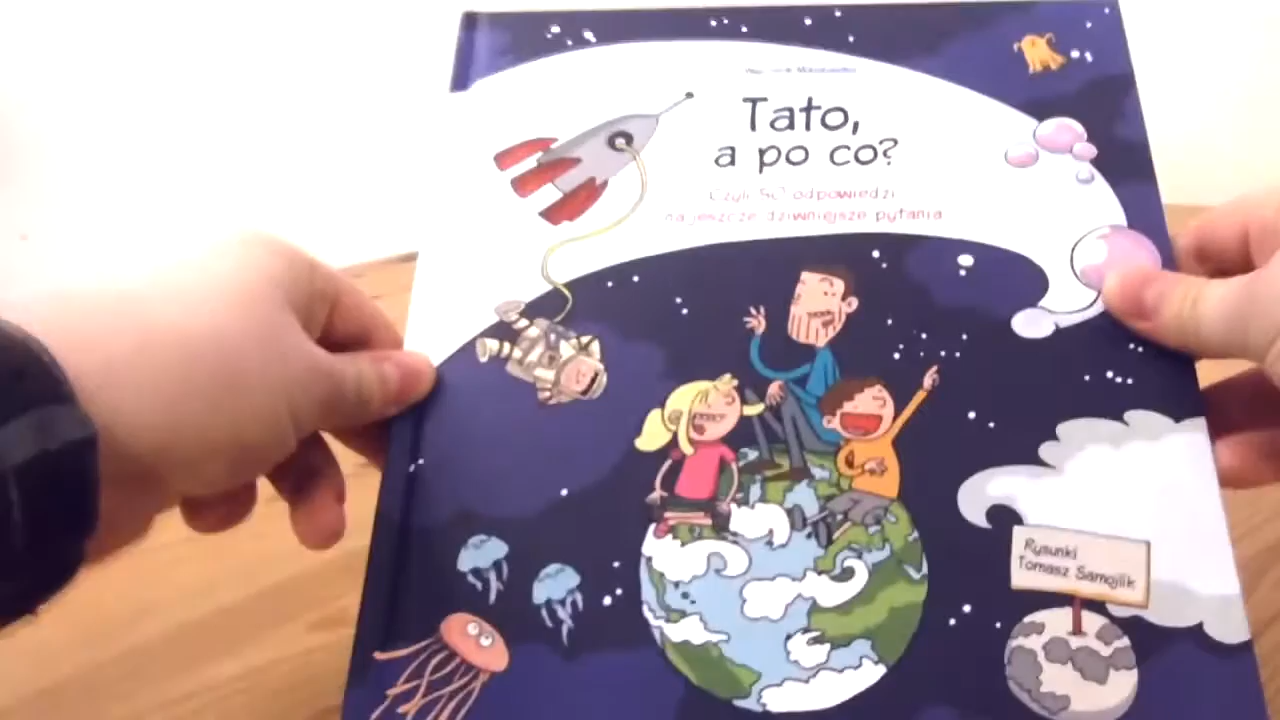 Tato,
a po co?
Czyli 50 odpowiedzi
na jeszcze dziwniejsze pytania
Rysunki
Tomasz Samojlik